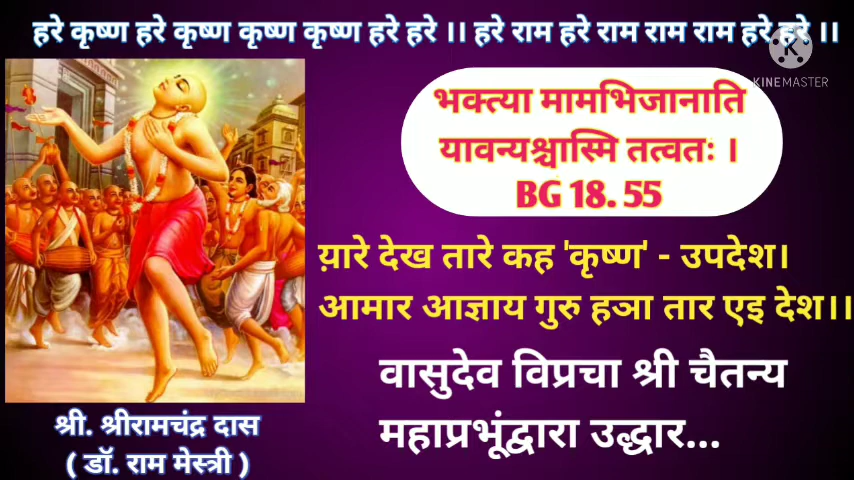 हरे कृष्ण हरे कृष्ण कृष्ण कृष्ण हरे हरे ।। हरे राम हरे राम राम राम हरे हरे ।।
KINEMASTER
भक्त्या मामभिजानाति
यावन्यश्चास्मि तत्वतः ।
BG 18. 55
य़ारे देख तारे कह 'कृष्ण' - उपदेश।
आमार आज्ञाय गुरु हञा तार एइ देश।।
वासुदेव विप्रचा श्री चैतन्य
महाप्रभूंद्वारा उद्धार...
श्री. श्रीरामचंद्र दास
( डॉ. राम मेस्त्री )